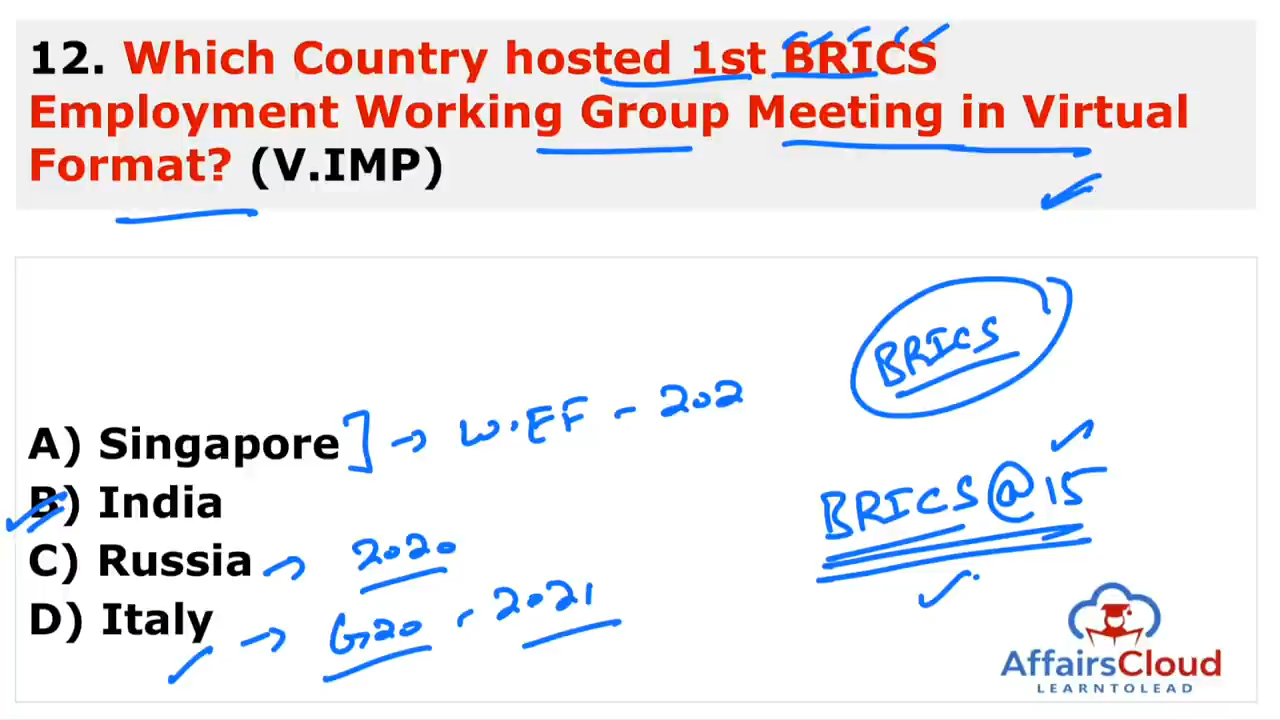 12. Which Country hosted 1st BRICS
Employment Working Group Meeting in Virtual
Format? (V.IMP)
BRICS
A) Singapore ] → W.EF - 202
B) India
BRICS@15
C) Russia → 2020
D) Italy → G20 - 2021
AffairsCloud
LEARNTOLEAD